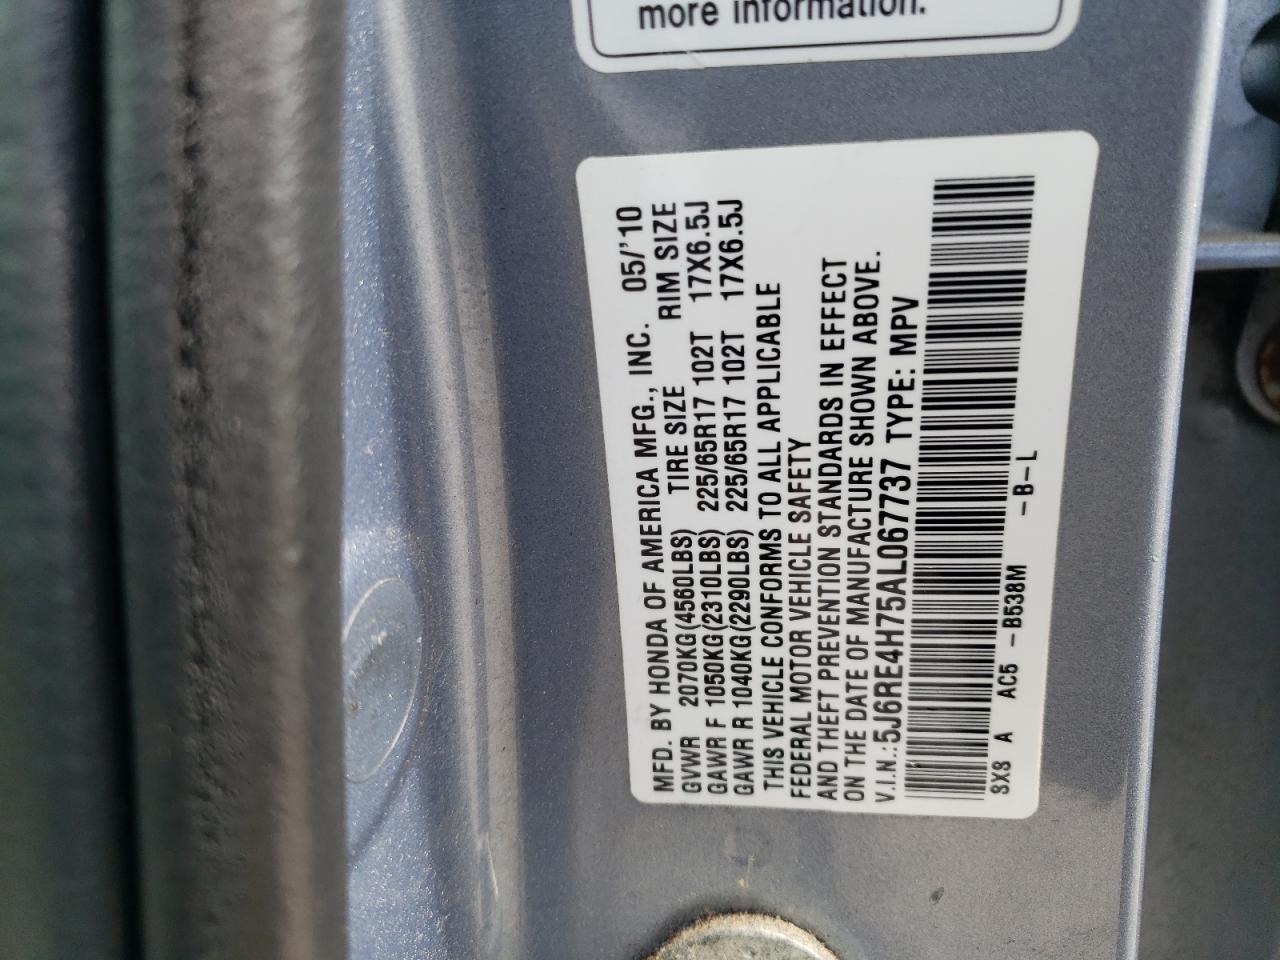 more information.
MFD. BY HONDA OF AMERICA MFG., INC. 05/'10
GVWR 2070KG(4560LBS) TIRE SIZE RIM SIZE
GAWR F 1050KG(2310LBS) 225/65R17 102T 17X6.5J
GAWR R 1040KG(2290LBS) 225/65R17 102T 17X6.5J
THIS VEHICLE CONFORMS TO ALL APPLICABLE
FEDERAL MOTOR VEHICLE SAFETY
AND THEFT PREVENTION STANDARDS IN EFFECT
ON THE DATE OF MANUFACTURE SHOWN ABOVE.
V.I.N.:5J6RE4H75AL067737 TYPE: MPV
SX8 A AC5 -B538M -B-L